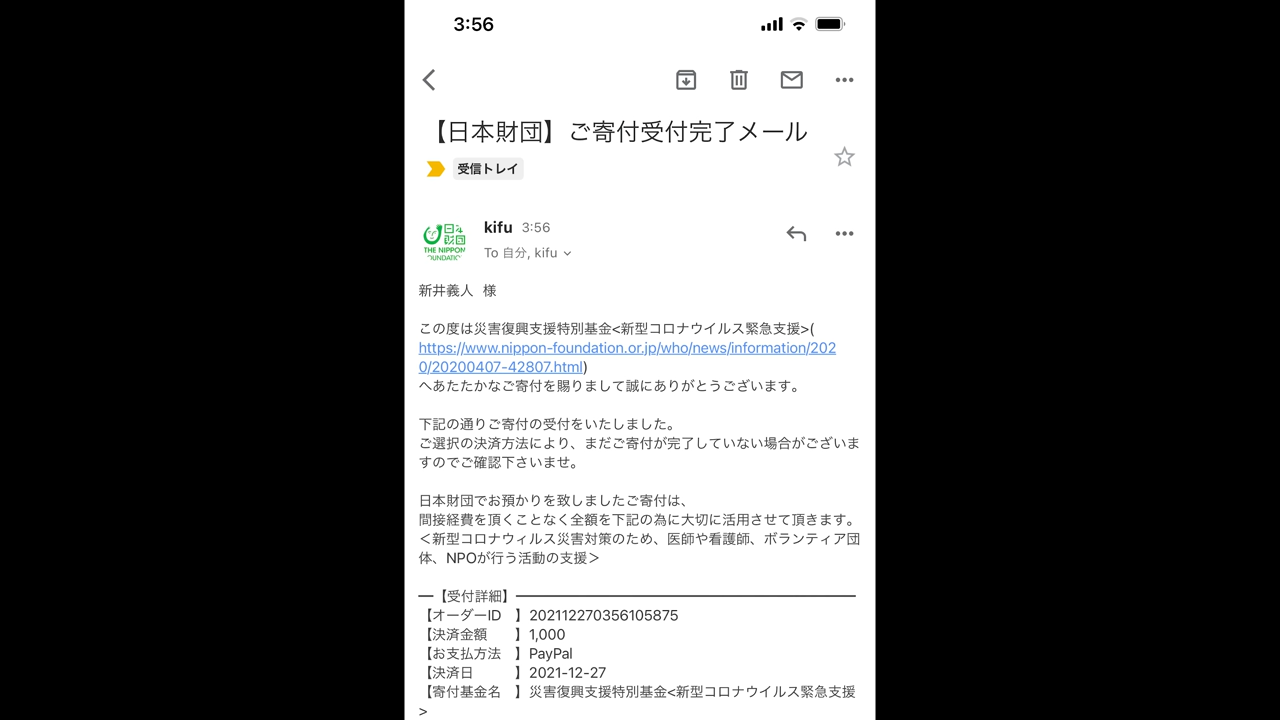 3:56
【日本財団】ご寄付受付完了メール
受信トレイ
日本
財団
THE NIPPON
FOUNDATION
kifu 3:56
To 自分, kifu
新井義人 様
この度は災害復興支援特別基金<新型コロナウイルス緊急支援>(
https://www.nippon-foundation.or.jp/who/news/information/202
0/20200407-42807.html)
へあたたかなご寄付を賜りまして誠にありがとうございます。
下記の通りご寄付の受付をいたしました。
ご選択の決済方法により、まだご寄付が完了していない場合がございま
すのでご確認下さいませ。
日本財団でお預かりを致しましたご寄付は、
間接経費を頂くことなく全額を下記の為に大切に活用させて頂きます。
＜新型コロナウィルス災害対策のため、医師や看護師、ボランティア団
体、NPOが行う活動の支援＞
━【受付詳細】━━━━━━━━━━━━━━━━━━━━━━
【オーダーID 】202112270356105875
【決済金額 】1,000
【お支払方法 】PayPal
【決済日 】2021-12-27
【寄付基金名 】災害復興支援特別基金<新型コロナウイルス緊急支援
>